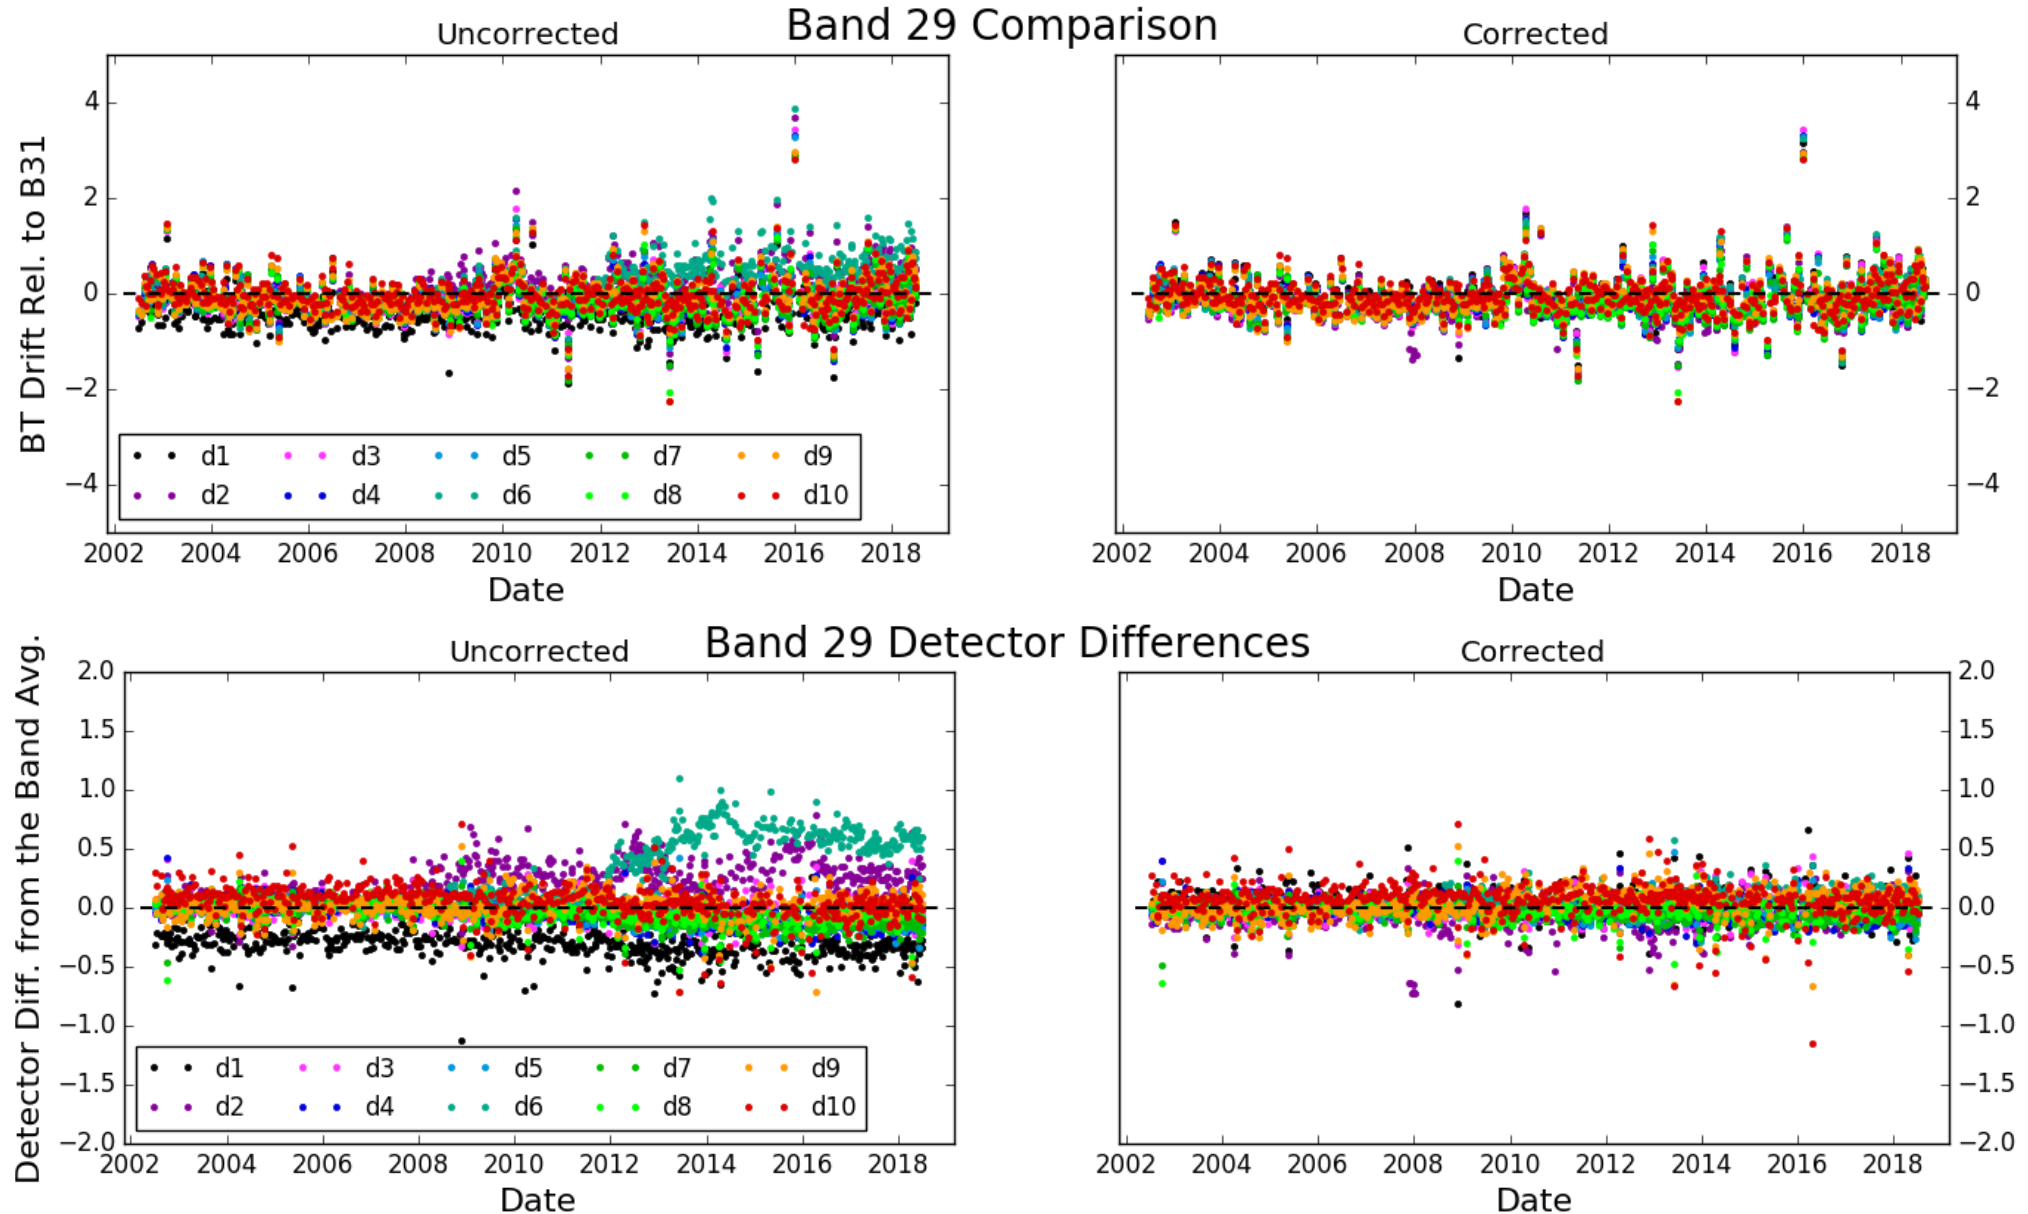 Band 29 Comparison
Uncorrected
Corrected
BT Drift Rel. to B31
4
2
0
−2
−4
d1 d3 d5 d7 d9
d2 d4 d6 d8 d10
2002 2004 2006 2008 2010 2012 2014 2016 2018
Date
4
2
0
−2
−4
2002 2004 2006 2008 2010 2012 2014 2016 2018
Date
Band 29 Detector Differences
Uncorrected
Corrected
Detector Diff. from the Band Avg.
2.0
1.5
1.0
0.5
0.0
−0.5
−1.0
−1.5
−2.0
d1 d3 d5 d7 d9
d2 d4 d6 d8 d10
2002 2004 2006 2008 2010 2012 2014 2016 2018
Date
2.0
1.5
1.0
0.5
0.0
−0.5
−1.0
−1.5
−2.0
2002 2004 2006 2008 2010 2012 2014 2016 2018
Date